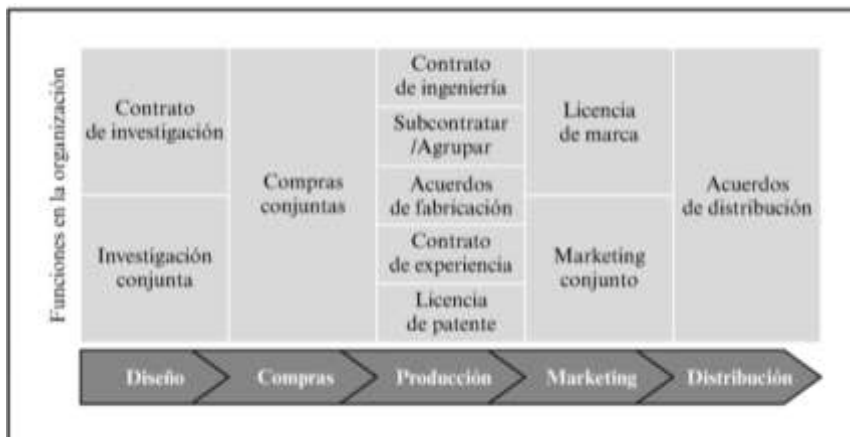 Funciones en la organización
Contrato
de investigación
Investigación
conjunta
Compras
conjuntas
Contrato
de ingeniería
Subcontratar
/Agrupar
Acuerdos
de fabricación
Contrato
de experiencia
Licencia
de patente
Licencia
de marca
Marketing
conjunto
Acuerdos
de distribución
Diseño
Compras
Producción
Marketing
Distribución